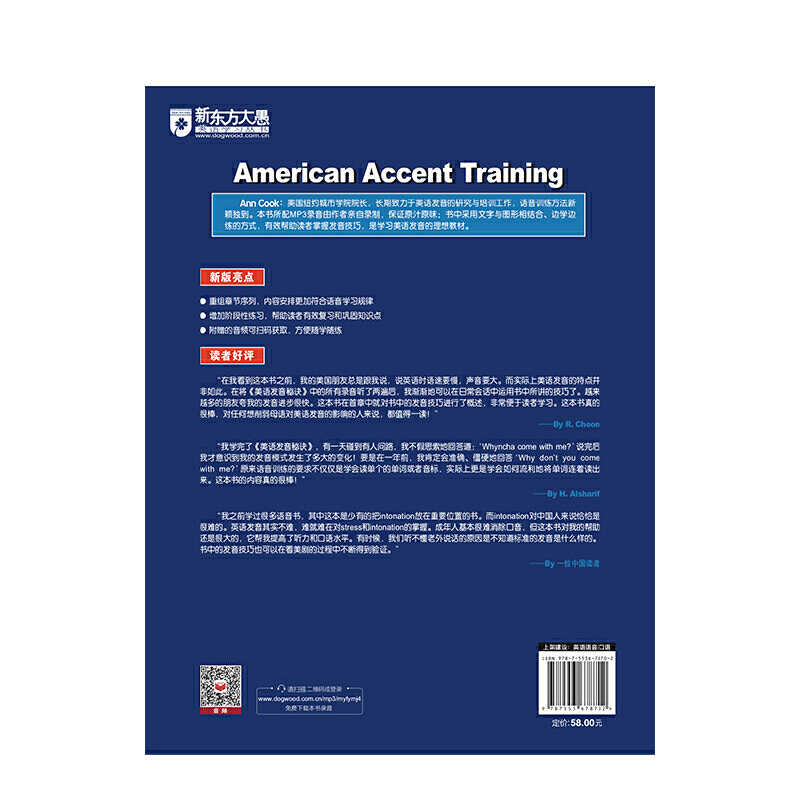 新东方大愚
英语学习丛书
www.dogwood.com.cn
American Accent Training
Ann Cook：美国纽约城市学院院长，长期致力于美语发音的研究与培训工作，语音训练方法新
颖独到。本书所配MP3录音由作者亲自录制，保证原汁原味；书中采用文字与图形相结合、边学边
练的方式，有效帮助读者掌握发音技巧，是学习美语发音的理想教材。
新版亮点
● 重组章节序列，内容安排更加符合语音学习规律
● 增加阶段性练习，帮助读者有效复习和巩固知识点
● 附赠的音频可扫码获取，方便随学随练
读者好评
“在我看到这本书之前，我的美国朋友总是跟我说，说英语时语速要慢，声音要大。而实际上美语发音的特点并
非如此。在将《美语发音秘诀》中的所有录音听了两遍后，我渐渐地可以在日常会话中运用书中所讲的技巧了。越来
越多的朋友夸我的发音进步很快。这本书在首章中就对书中的发音技巧进行了概述，非常便于读者学习。这本书真的
很棒，对任何想削弱母语对美语发音的影响的人来说，都值得一读！”
——By R. Choon
“我学完了《美语发音秘诀》，有一天碰到有人问路，我不假思索地回答道：‘Whyncha come with me?’说完后
我才意识到我的发音模式发生了多大的变化！要是在一年前，我肯定会准确、僵硬地回答‘Why don't you come
with me?’原来语音训练的要求不仅仅是学会读单个的单词或者音标，实际上更是学会如何流利地将单词连着读出
来。这本书的内容真的很棒！”
——By H. Alsharif
“我之前学过很多语音书，其中这本是少有的把intonation放在重要位置的书。而intonation对中国人来说恰恰是
很难的。英语发音其实不难，难就难在对stress和intonation的掌握。成年人基本很难消除口音，但这本书对我的帮助
还是很大的，它帮我提高了听力和口语水平。有时候，我们听不懂老外说话的原因是不知道标准的发音是什么样的。
书中的发音技巧也可以在看美剧的过程中不断得到验证。”
——By 一位中国读者
上架建议：英语语音/口语
ISBN 978-7-5536-7870-2
9 787553 678702
定价：58.00元
音频
请扫描二维码或登录
www.dogwood.com.cn/mp3/myfymj4
免费下载本书录音